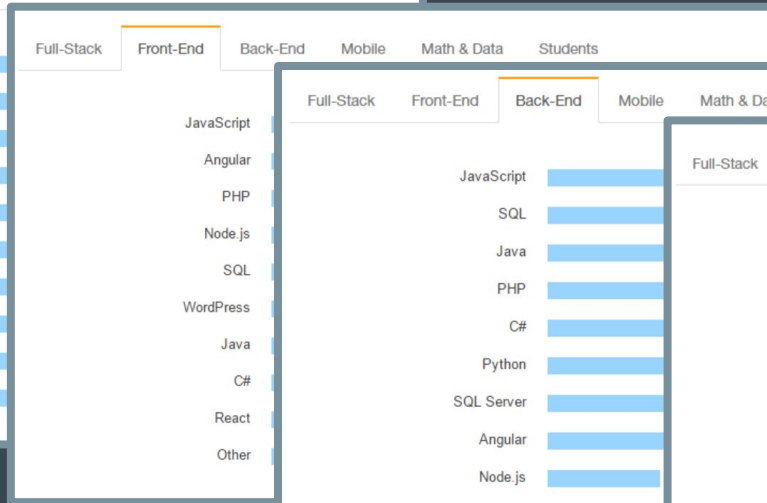 Full-Stack Front-End Back-End Mobile Math & Data Students
JavaScript
Angular
PHP
Node.js
SQL
WordPress
Java
C#
React
Other
Full-Stack Front-End Back-End Mobile Math & Da
JavaScript
SQL
Java
PHP
C#
Python
SQL Server
Angular
Node.js
Full-Stack